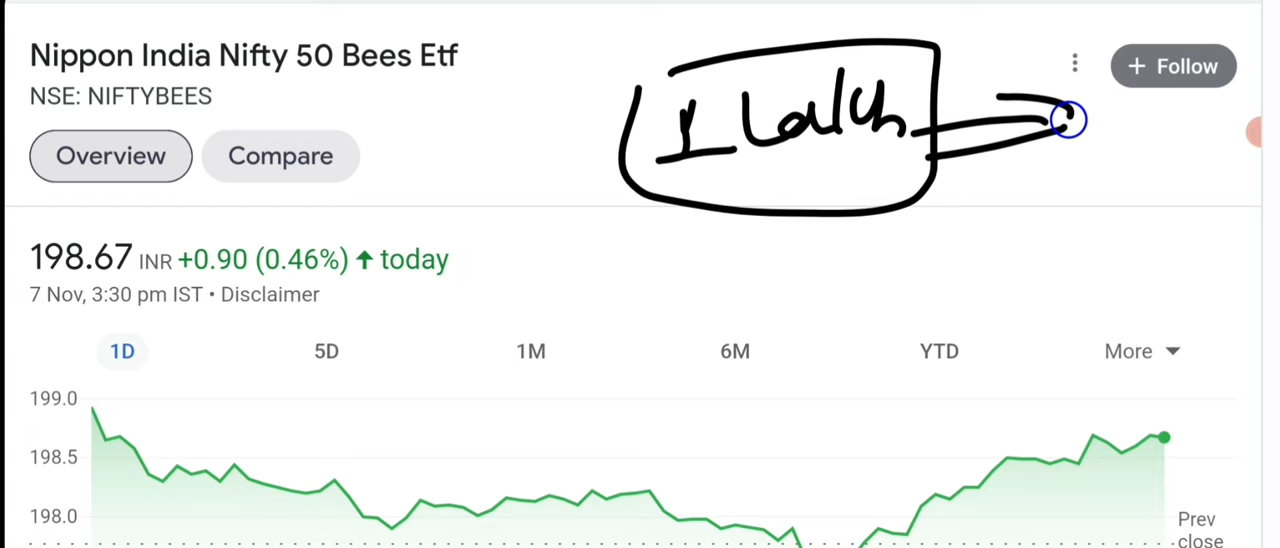 Nippon India Nifty 50 Bees Etf
NSE: NIFTYBEES
I Lakh
+ Follow
Overview
Compare
198.67 INR +0.90 (0.46%) ↑ today
7 Nov, 3:30 pm IST • Disclaimer
1D 5D 1M 6M YTD More
199.0
198.5
198.0
Prev
close